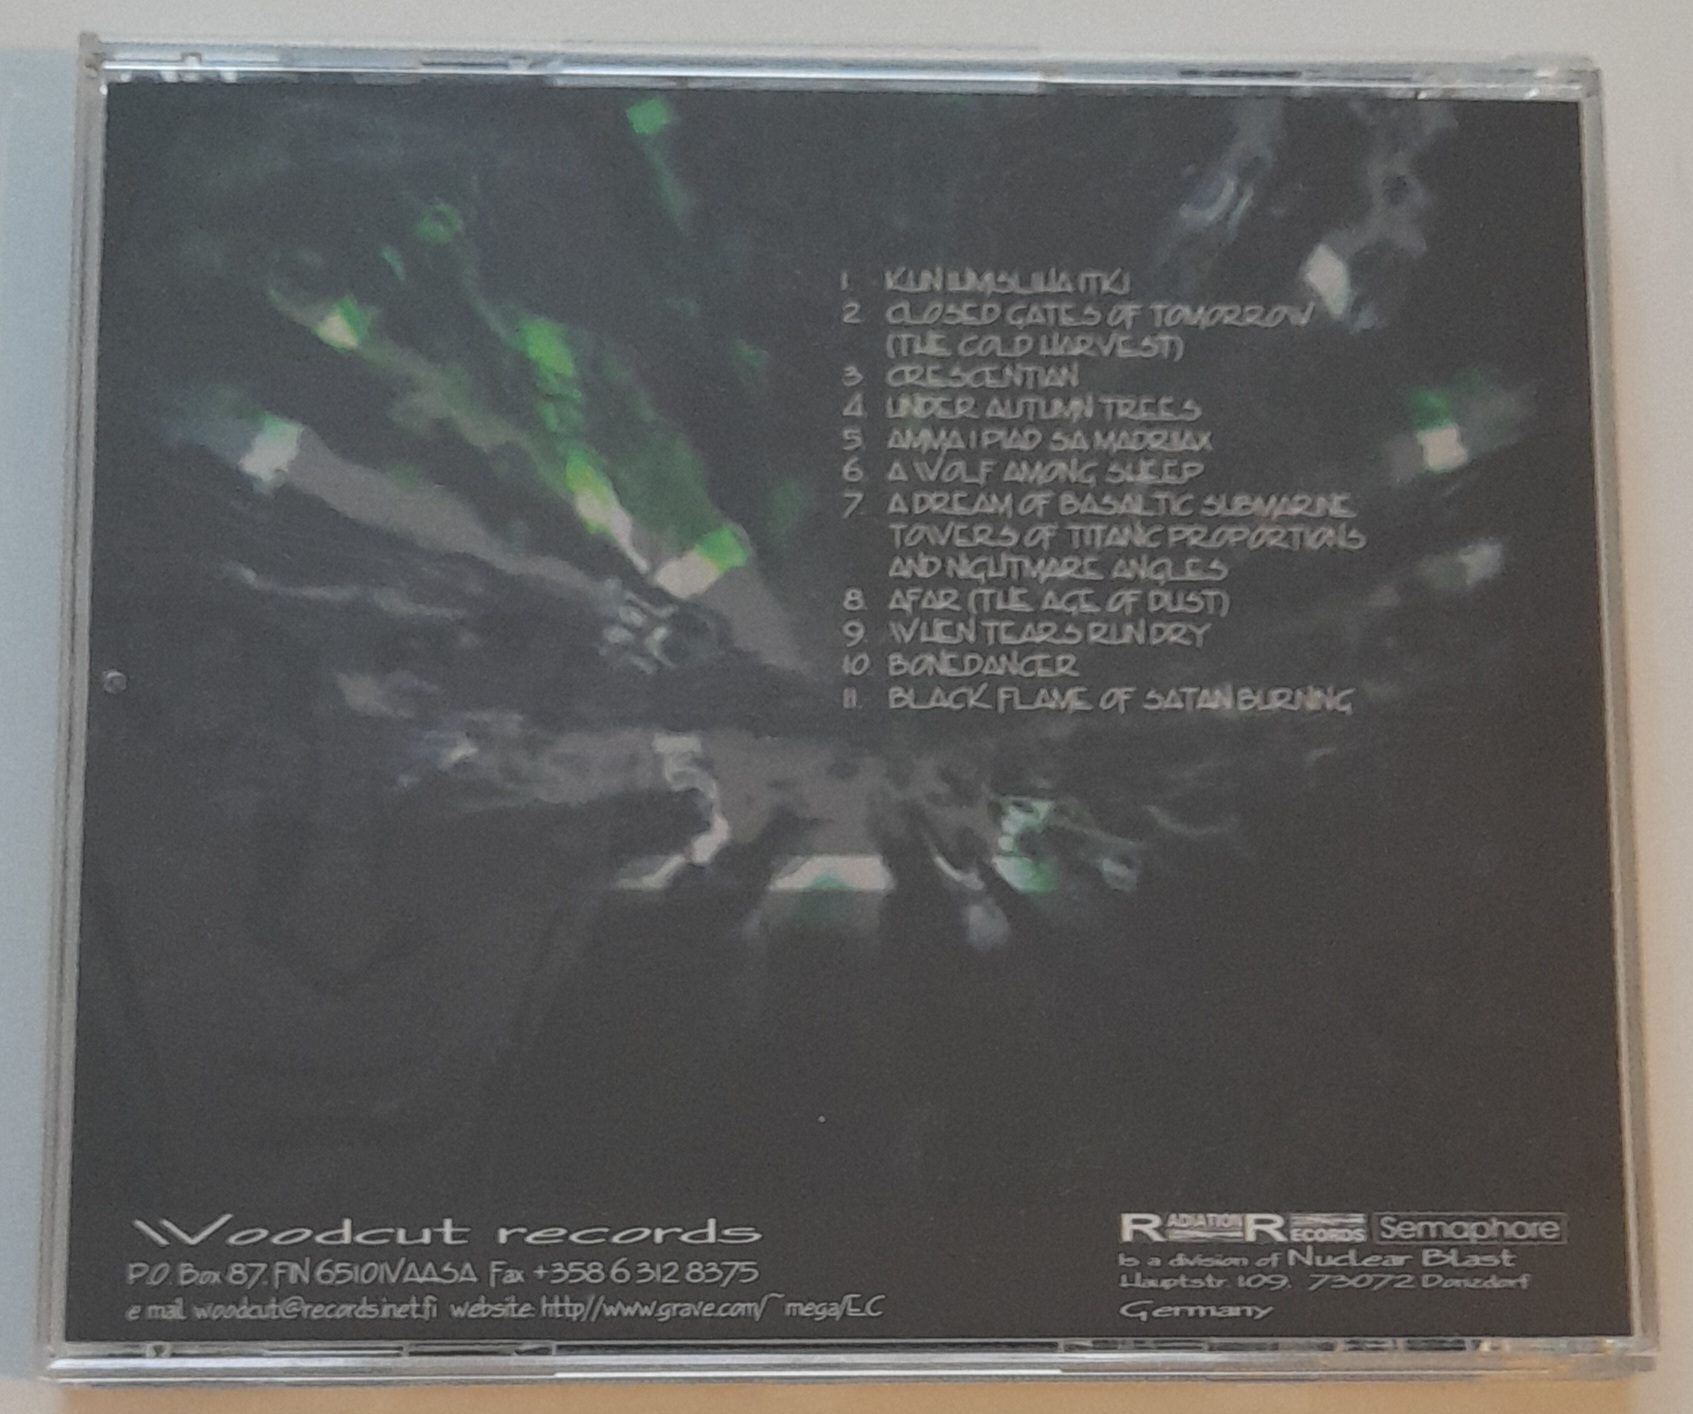 1. KUN IHMSUHA ITKI
2. CLOSED GATES OF TOMORROW
(THE COLD HARVEST)
3. CRESCENTIAN
4. UNDER AUTUMN TREES
5. AMMA I PIAD SA MADRIIAX
6. A WOLF AMONG SHEEP
7. A DREAM OF BASALTIC SUBMARINE
TOWERS OF TITANIC PROPORTIONS
AND NIGHTMARE ANGLES
8. AFAR (THE AGE OF DUST)
9. WHEN TEARS RUN DRY
10. BONEDANCER
11. BLACK FLAME OF SATAN BURNING
Woodcut records
P.O. Box 87, FIN 65101 VAASA Fax +358 6 312 8375
e mail woodcut@records.inet.fi website: http//www.grave.com/~mega/E.C
RADIATION RECORDS Semaphore
Is a division of Nuclear Blast
Hauptstr. 109, 73072 Donzdorf
Germany